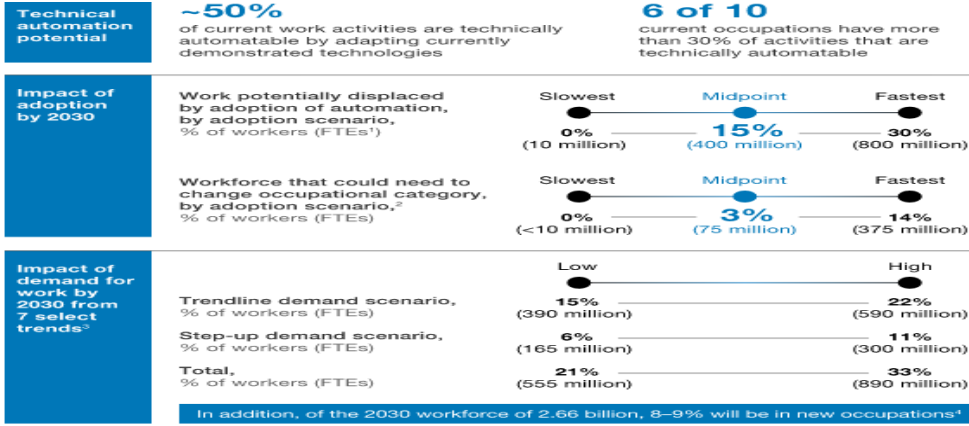 Technical
automation
potential
~50%
of current work activities are technically
automatable by adapting currently
demonstrated technologies
6 of 10
current occupations have more
than 30% of activities that are
technically automatable
Impact of
adoption
by 2030
Work potentially displaced
by adoption of automation,
by adoption scenario,
% of workers (FTEs¹)
Slowest Midpoint Fastest
0% 15% 30%
(10 million) (400 million) (800 million)
Workforce that could need to
change occupational category,
by adoption scenario,²
% of workers (FTEs)
Slowest Midpoint Fastest
0% 3% 14%
(<10 million) (75 million) (375 million)
Impact of
demand for
work by
2030 from
7 select
trends³
Low High
Trendline demand scenario,
% of workers (FTEs)
15% 22%
(390 million) (590 million)
Step-up demand scenario,
% of workers (FTEs)
6% 11%
(165 million) (300 million)
Total,
% of workers (FTEs)
21% 33%
(555 million) (890 million)
In addition, of the 2030 workforce of 2.66 billion, 8–9% will be in new occupations⁴